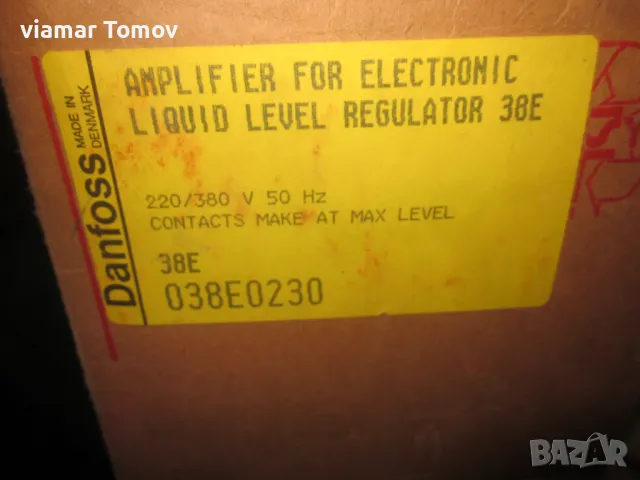 viamar Tomov
AMPLIFIER FOR ELECTRONIC
LIQUID LEVEL REGULATOR 38E
Danfoss
MADE IN
DENMARK
220/380 V 50 Hz
CONTACTS MAKE AT MAX LEVEL
38E
038E0230
BAZAR
bg